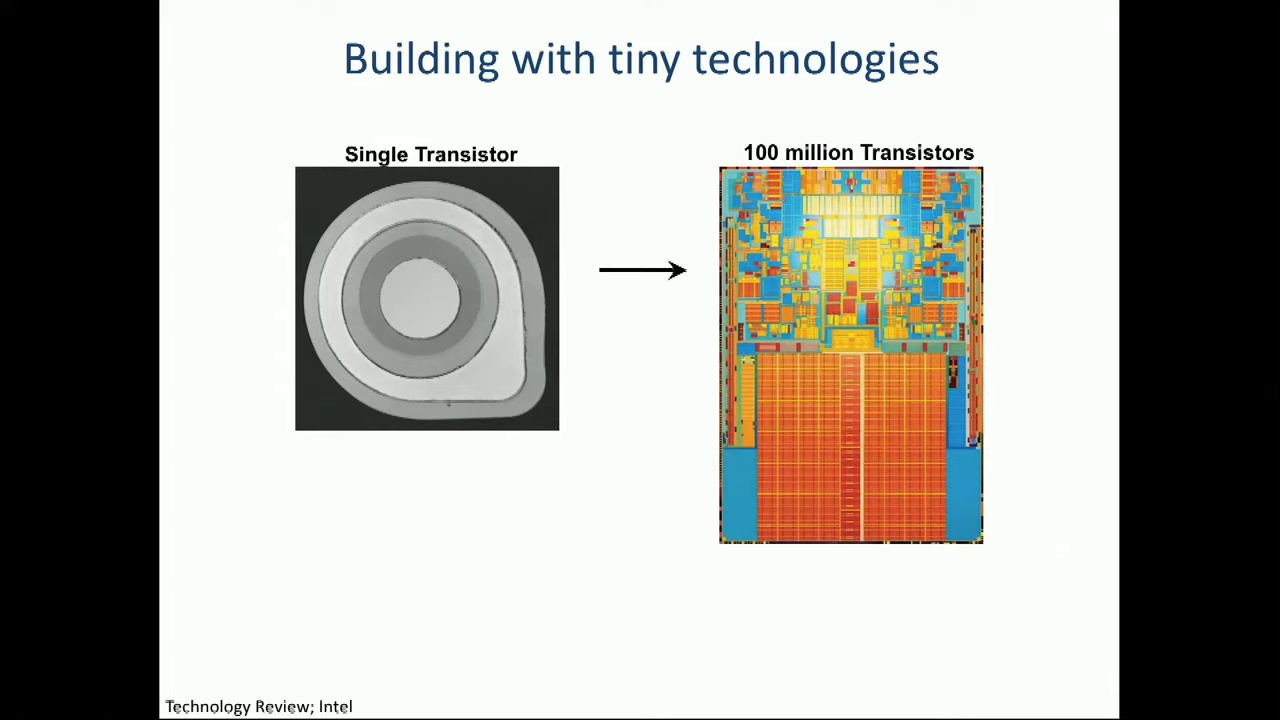 Building with tiny technologies
Single Transistor
100 million Transistors
Technology Review; Intel